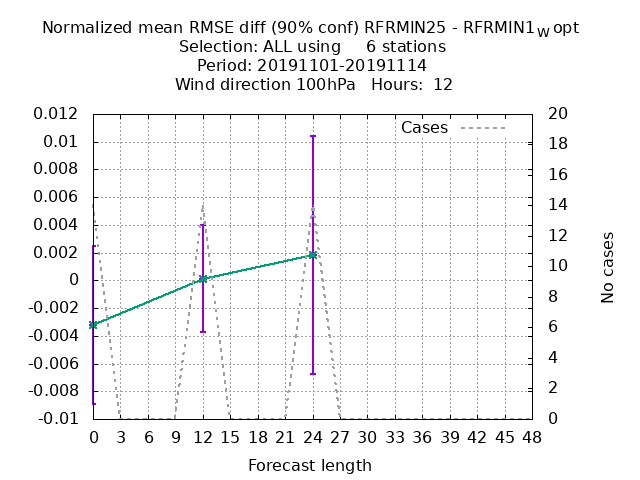 Normalized mean RMSE diff (90% conf) RFRMIN25 - RFRMIN1w opt
Selection: ALL using     6 stations
Period: 20191101-20191114
Wind direction 100hPa   Hours:  12
Cases
0.012
0.01
0.008
0.006
0.004
0.002
0
-0.002
-0.004
-0.006
-0.008
-0.01
20
18
16
14
12
10
8
6
4
2
0
No cases
0 3 6 9 12 15 18 21 24 27 30 33 36 39 42 45 48
Forecast length